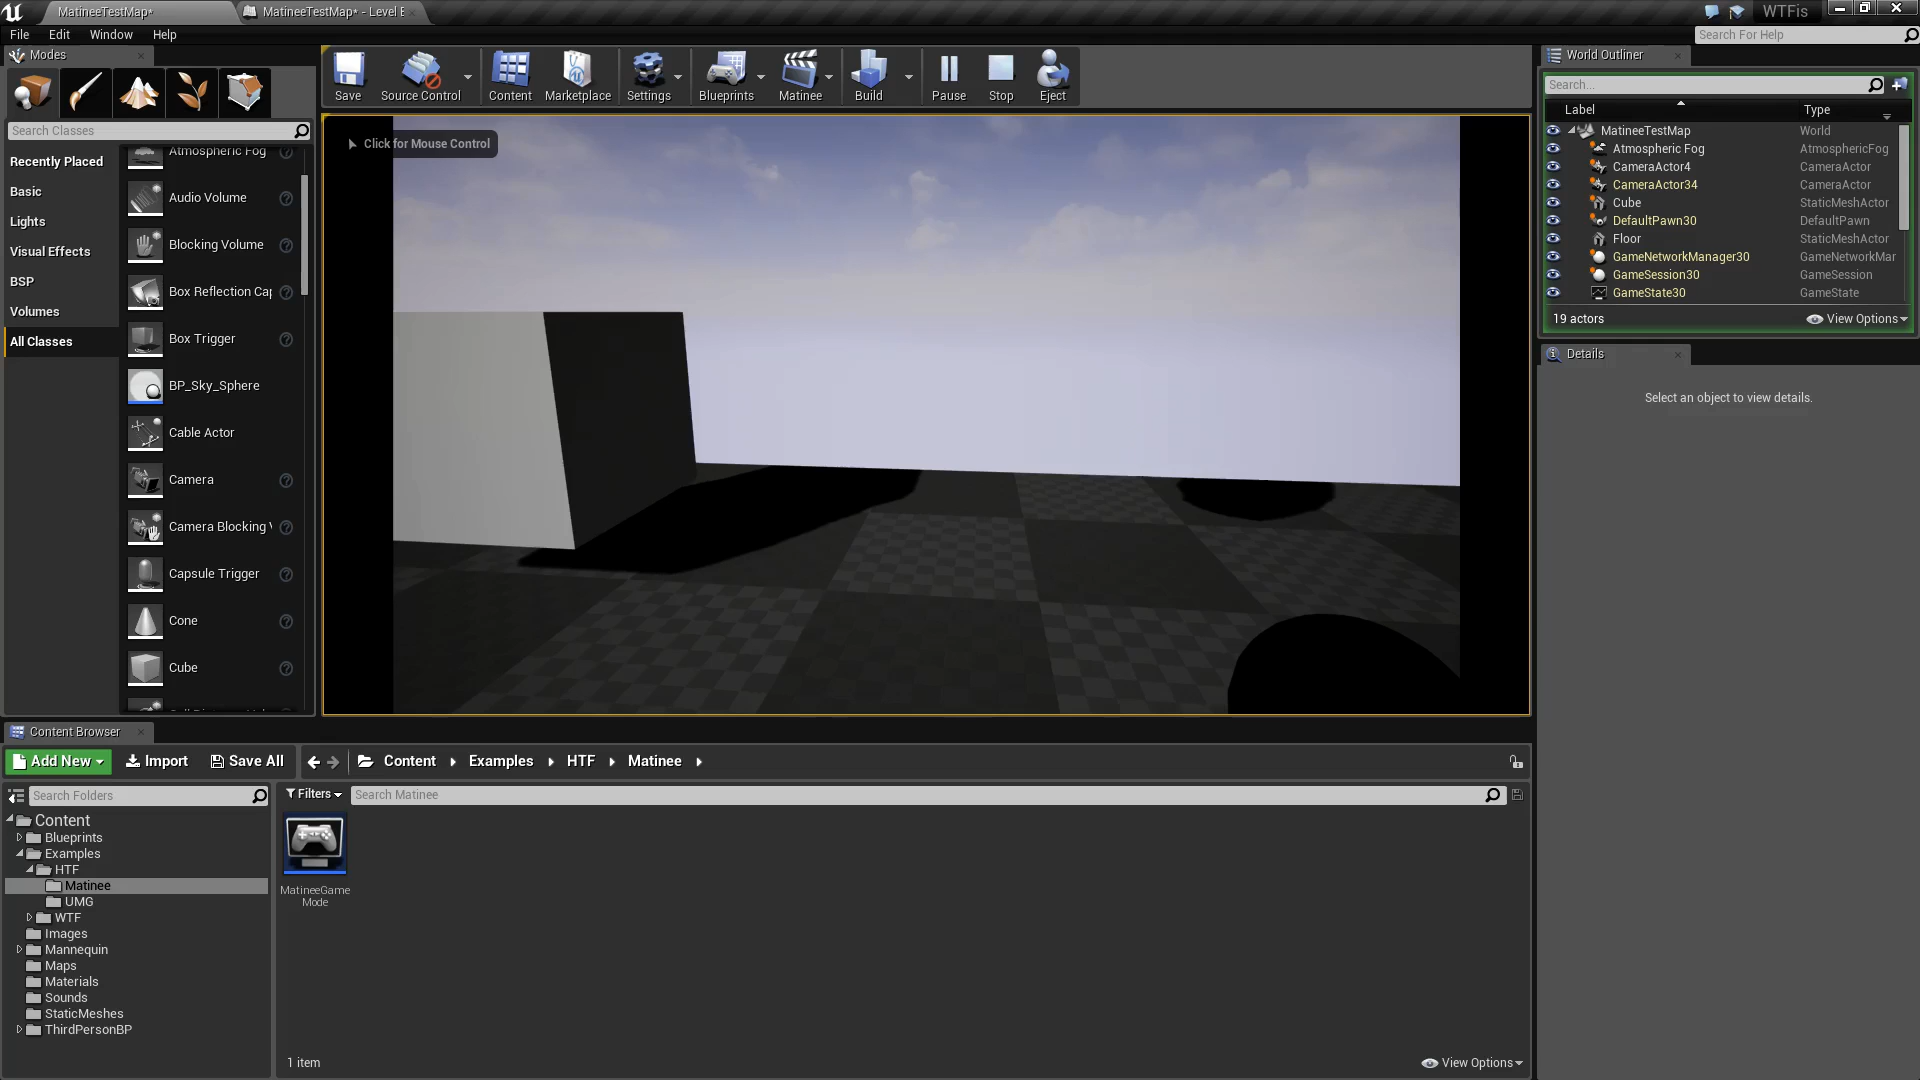 MatineeTestMap*
MatineeTestMap* - Level E
WTFis
File Edit Window Help
Search For Help
Modes
Search Classes
Recently Placed
Basic
Lights
Visual Effects
BSP
Volumes
All Classes
Atmospheric Fog
Audio Volume
Blocking Volume
Box Reflection Cap
Box Trigger
BP_Sky_Sphere
Cable Actor
Camera
Camera Blocking V
Capsule Trigger
Cone
Cube
Save
Source Control
Content
Marketplace
Settings
Blueprints
Matinee
Build
Pause
Stop
Eject
Click for Mouse Control
World Outliner
Search...
Label Type
MatineeTestMap World
Atmospheric Fog AtmosphericFog
CameraActor4 CameraActor
CameraActor34 CameraActor
Cube StaticMeshActor
DefaultPawn30 DefaultPawn
Floor StaticMeshActor
GameNetworkManager30 GameNetworkMar
GameSession30 GameSession
GameState30 GameState
19 actors
View Options
Details
Select an object to view details.
Content Browser
Add New
Import
Save All
Content
Examples
HTF
Matinee
Search Folders
Content
Blueprints
Examples
HTF
Matinee
UMG
WTF
Images
Mannequin
Maps
Materials
Sounds
StaticMeshes
ThirdPersonBP
Filters
Search Matinee
MatineeGame
Mode
1 item
View Options